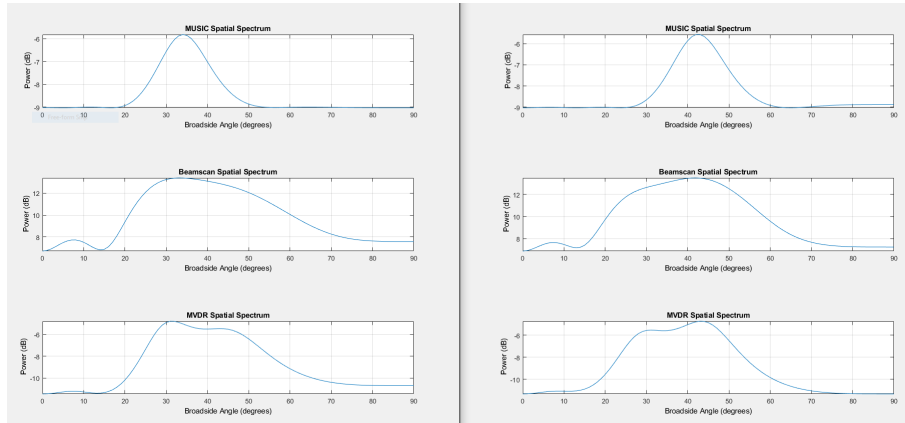 MUSIC Spatial Spectrum
-6
-7
-8
-9
Power (dB)
0 10 20 30 40 50 60 70 80 90
Broadside Angle (degrees)
Beamscan Spatial Spectrum
12
10
8
Power (dB)
0 10 20 30 40 50 60 70 80 90
Broadside Angle (degrees)
MVDR Spatial Spectrum
-6
-8
-10
Power (dB)
0 10 20 30 40 50 60 70 80 90
Broadside Angle (degrees)
MUSIC Spatial Spectrum
-6
-7
-8
-9
Power (dB)
0 10 20 30 40 50 60 70 80 90
Broadside Angle (degrees)
Beamscan Spatial Spectrum
12
10
8
Power (dB)
0 10 20 30 40 50 60 70 80 90
Broadside Angle (degrees)
MVDR Spatial Spectrum
-6
-8
-10
Power (dB)
0 10 20 30 40 50 60 70 80 90
Broadside Angle (degrees)